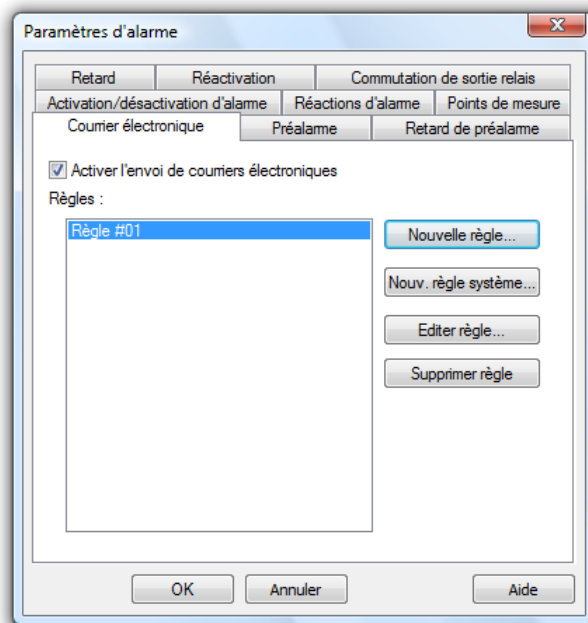 Paramètres d'alarme
Retard Réactivation Commutation de sortie relais
Activation/désactivation d'alarme Réactions d'alarme Points de mesure
Courrier électronique Préalarme Retard de préalarme
Activer l'envoi de courriers électroniques
Règles :
Règle #01
Nouvelle règle...
Nouv. règle système...
Editer règle...
Supprimer règle
OK Annuler Aide